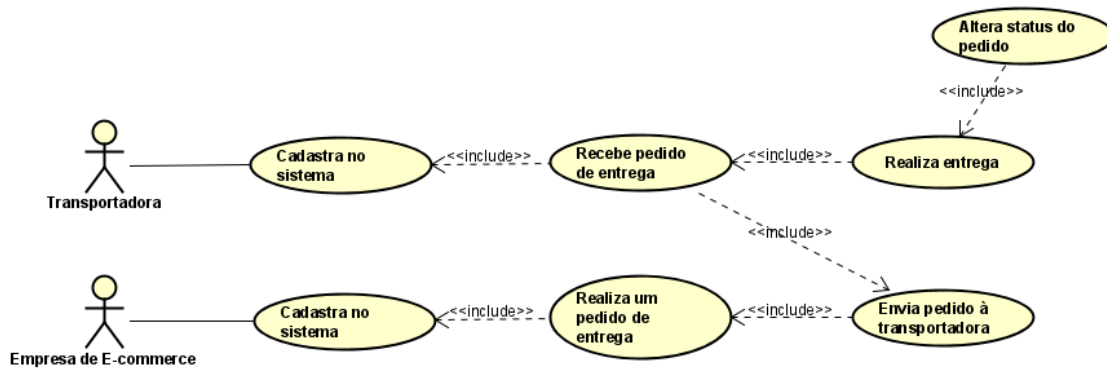 Altera status do
pedido
<<include>>
Cadastra no
sistema
<<include>>
Recebe pedido
de entrega
<<include>>
Realiza entrega
Transportadora
<<include>>
Cadastra no
sistema
<<include>>
Realiza um
pedido de
entrega
<<include>>
Envia pedido à
transportadora
Empresa de E-commerce